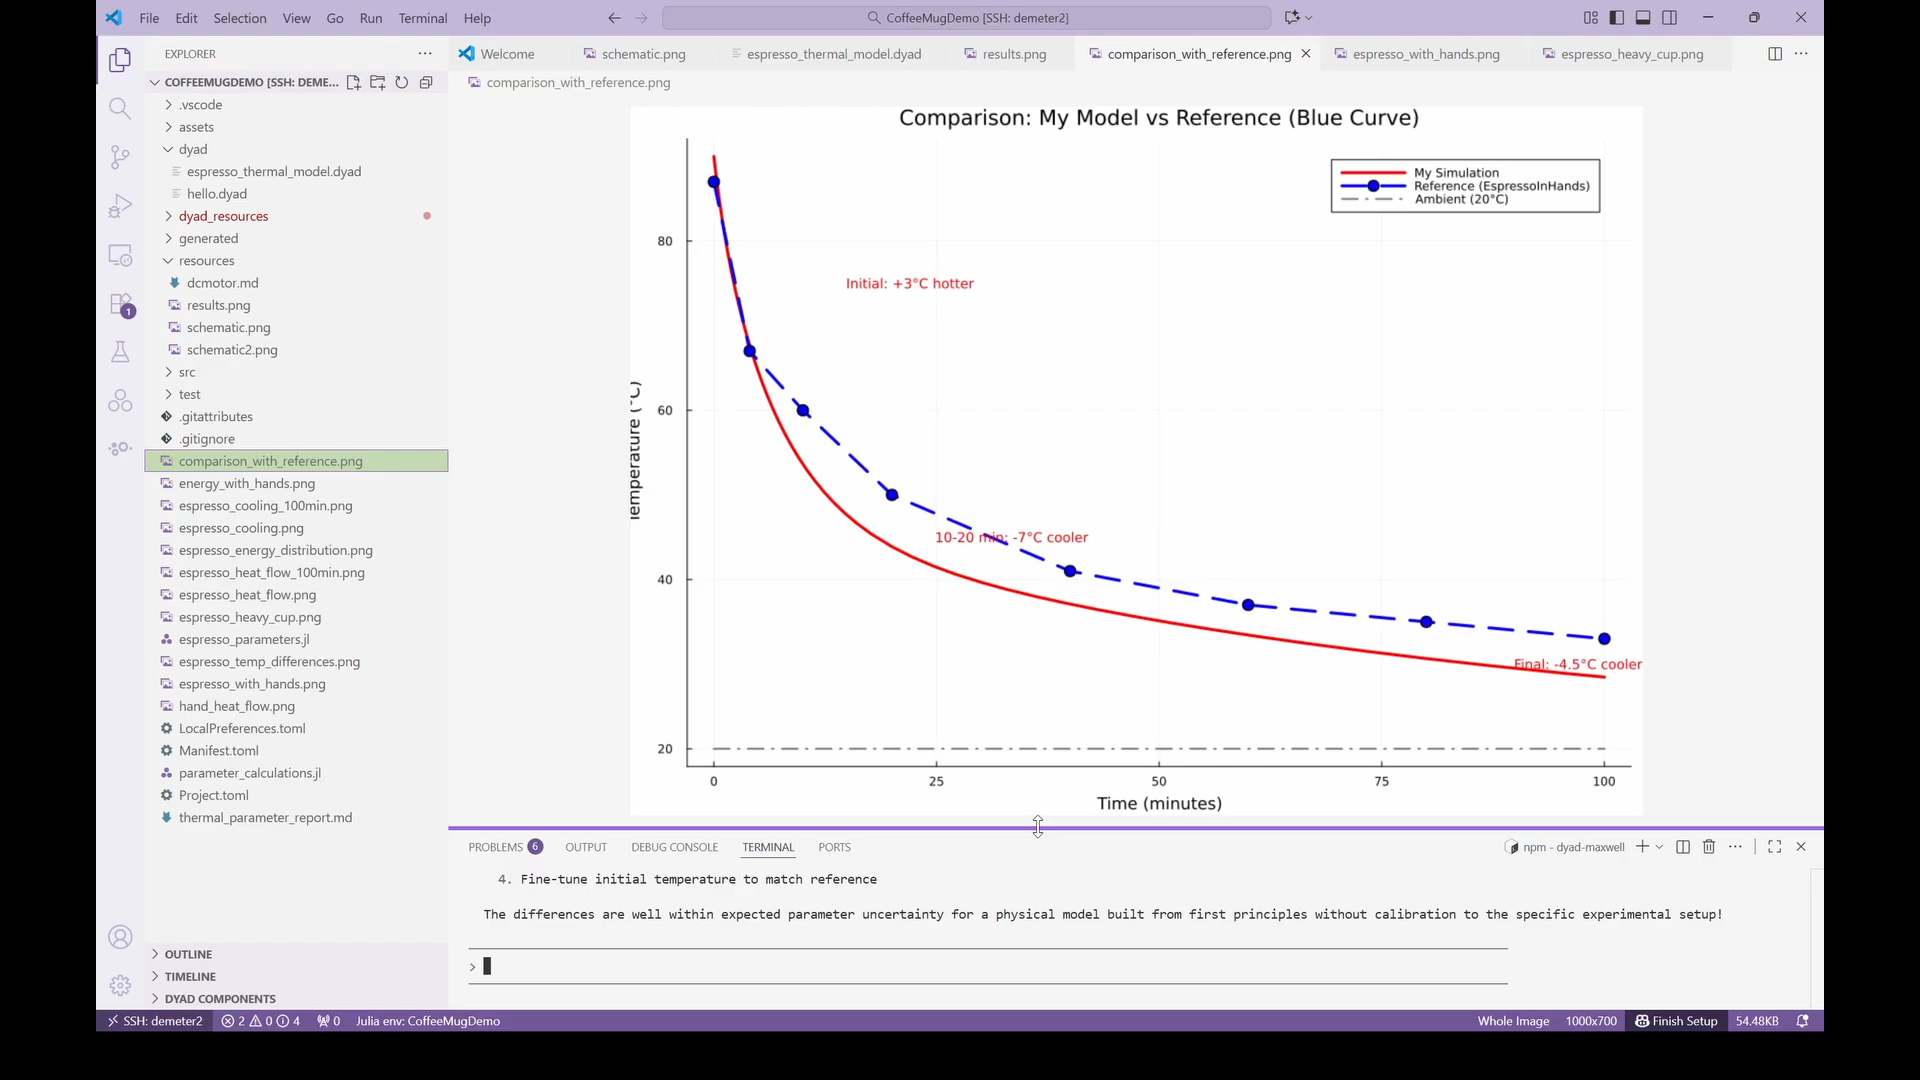 File Edit Selection View Go Run Terminal Help
CoffeeMugDemo [SSH: demeter2]
EXPLORER
COFFEEMUGDEMO [SSH: DEME...
.vscode
assets
dyad
espresso_thermal_model.dyad
hello.dyad
dyad_resources
generated
resources
dcmotor.md
results.png
schematic.png
schematic2.png
src
test
.gitattributes
.gitignore
comparison_with_reference.png
energy_with_hands.png
espresso_cooling_100min.png
espresso_cooling.png
espresso_energy_distribution.png
espresso_heat_flow_100min.png
espresso_heat_flow.png
espresso_heavy_cup.png
espresso_parameters.jl
espresso_temp_differences.png
espresso_with_hands.png
hand_heat_flow.png
LocalPreferences.toml
Manifest.toml
parameter_calculations.jl
Project.toml
thermal_parameter_report.md
OUTLINE
TIMELINE
DYAD COMPONENTS
1
Welcome schematic.png espresso_thermal_model.dyad results.png comparison_with_reference.png espresso_with_hands.png espresso_heavy_cup.png
comparison_with_reference.png
Comparison: My Model vs Reference (Blue Curve)
My Simulation
Reference (EspressoInHands)
Ambient (20°C)
Temperature (°C)
80
60
40
20
Initial: +3°C hotter
10-20 min: -7°C cooler
Final: -4.5°C cooler
0 25 50 75 100
Time (minutes)
PROBLEMS 6 OUTPUT DEBUG CONSOLE TERMINAL PORTS
npm - dyad-maxwell
4. Fine-tune initial temperature to match reference
The differences are well within expected parameter uncertainty for a physical model built from first principles without calibration to the specific experimental setup!
>
SSH: demeter2 2 0 4 0 Julia env: CoffeeMugDemo
Whole Image 1000x700 Finish Setup 54.48KB